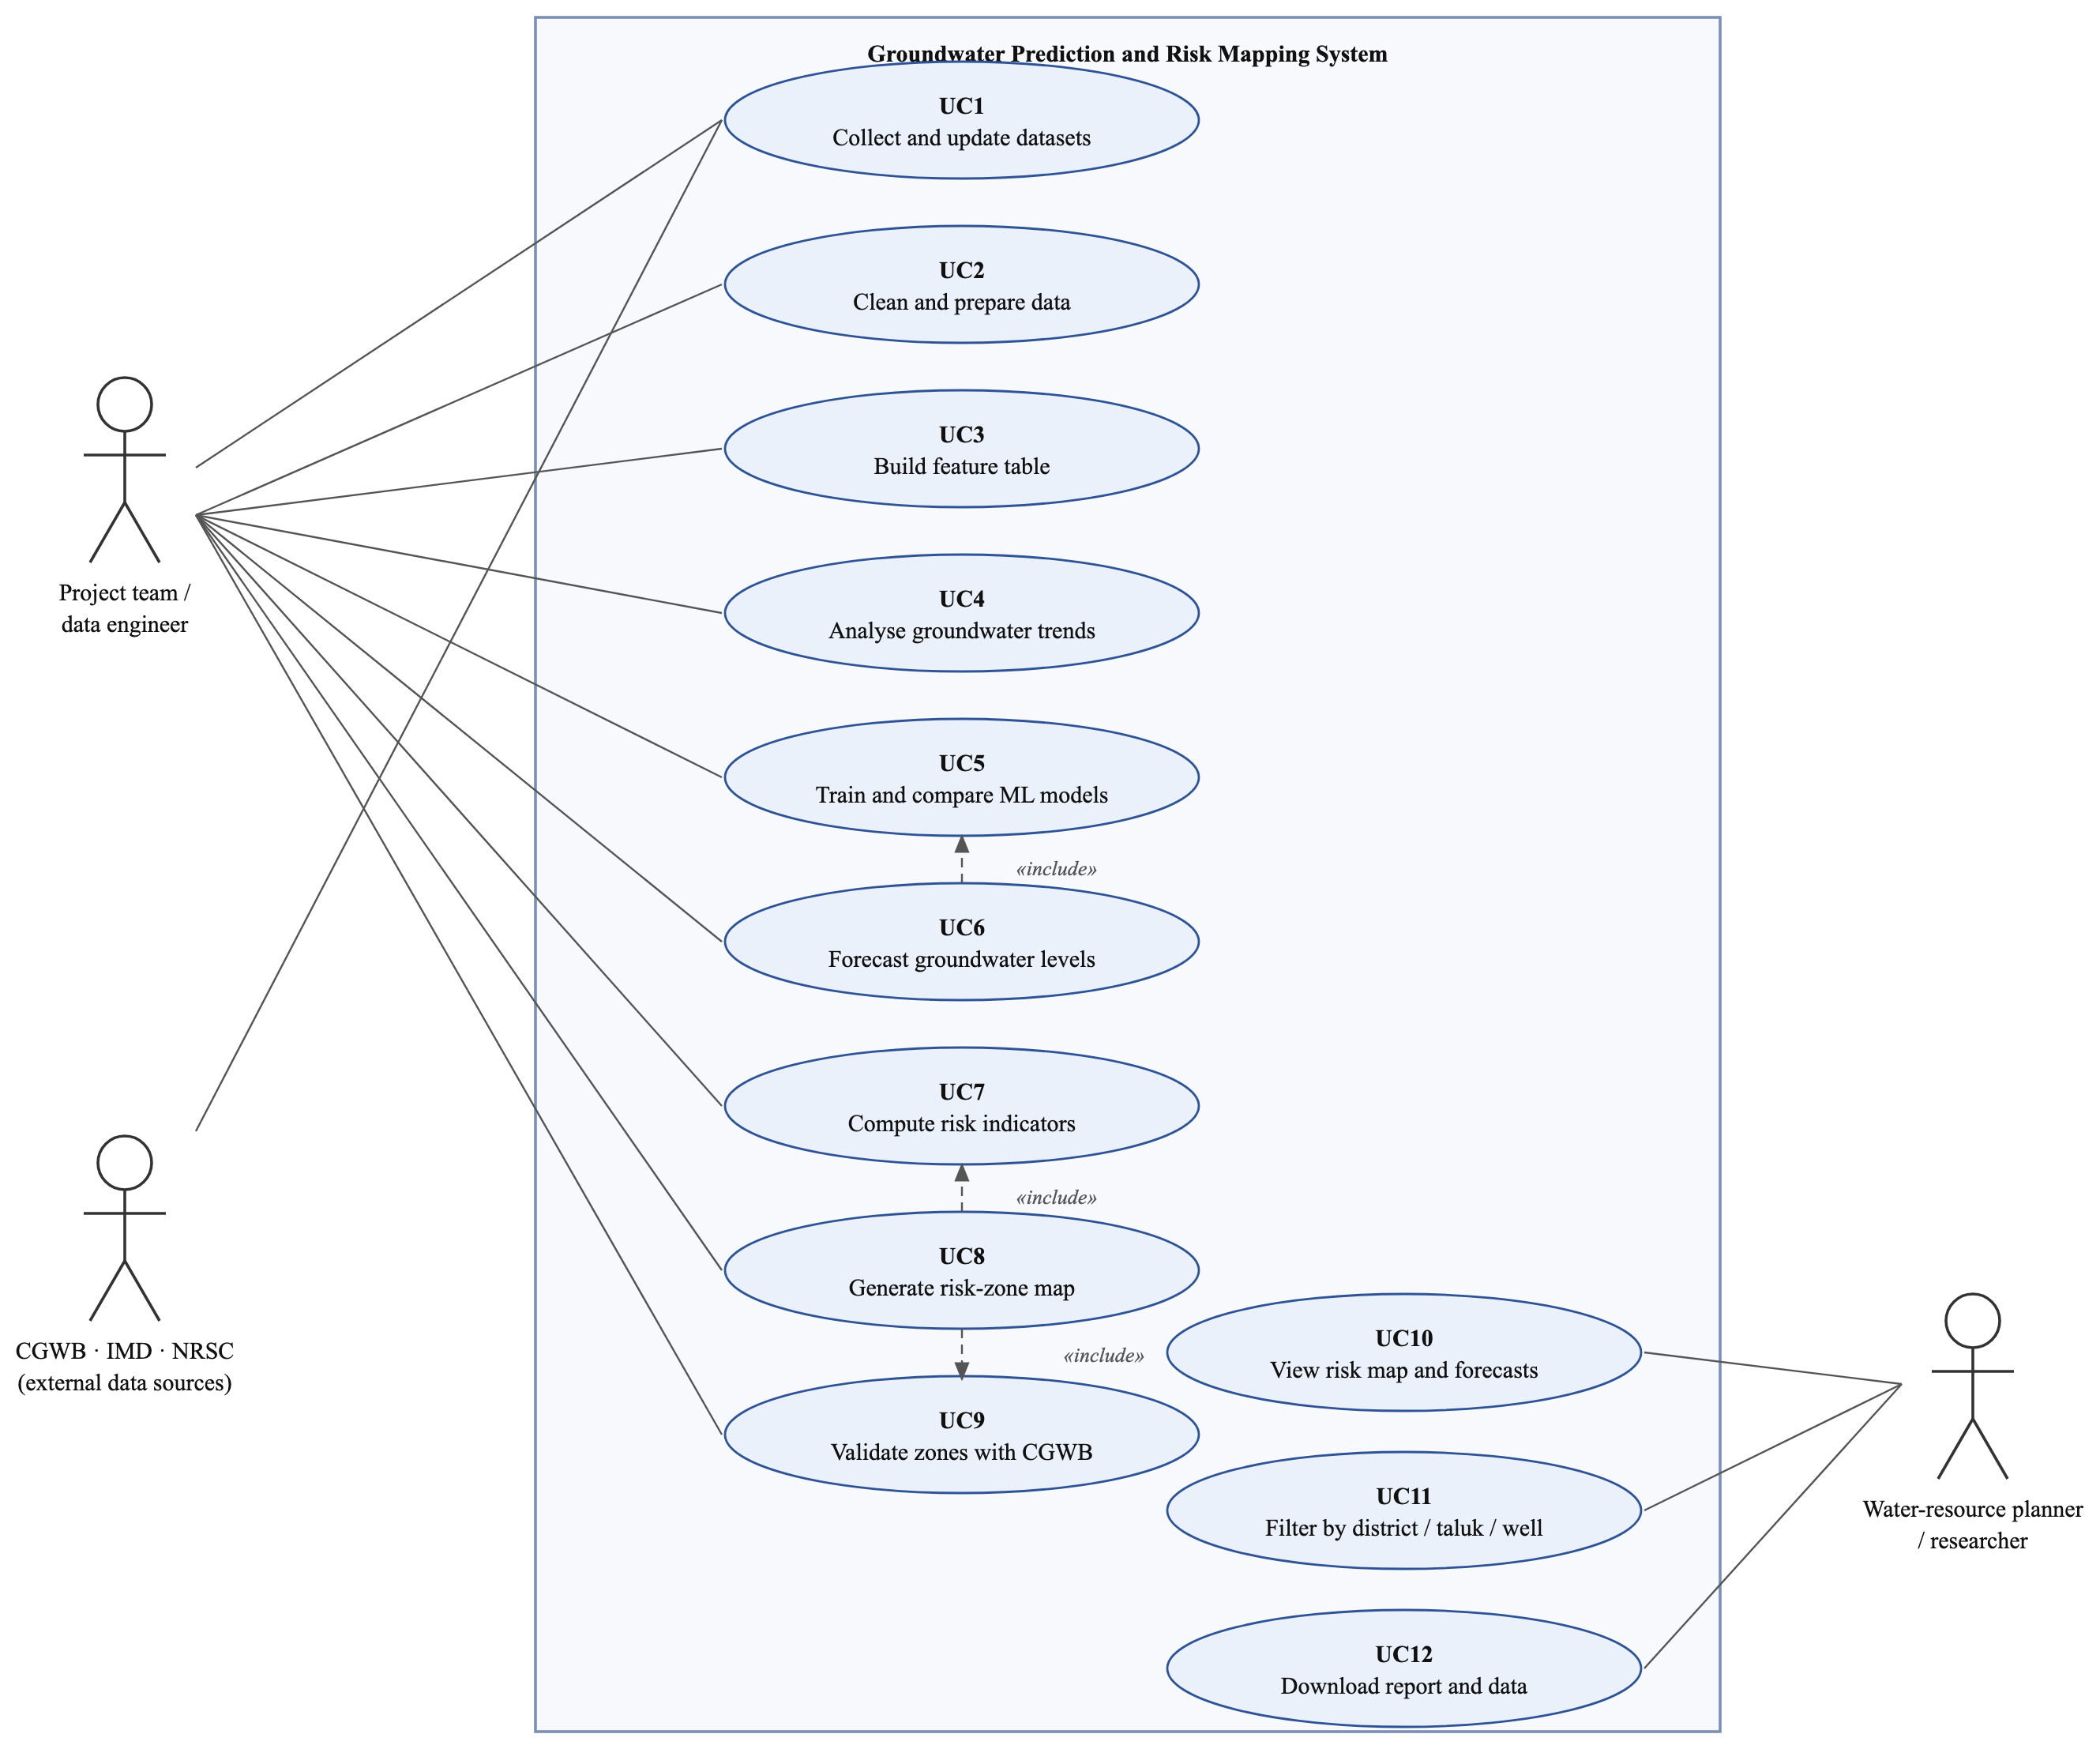 Groundwater Prediction and Risk Mapping System
UC1
Collect and update datasets
UC2
Clean and prepare data
UC3
Build feature table
Project team /
data engineer
UC4
Analyse groundwater trends
UC5
Train and compare ML models
«include»
UC6
Forecast groundwater levels
UC7
Compute risk indicators
«include»
UC8
Generate risk-zone map
CGWB · IMD · NRSC
(external data sources)
«include»
UC9
Validate zones with CGWB
UC10
View risk map and forecasts
UC11
Filter by district / taluk / well
Water-resource planner
/ researcher
UC12
Download report and data